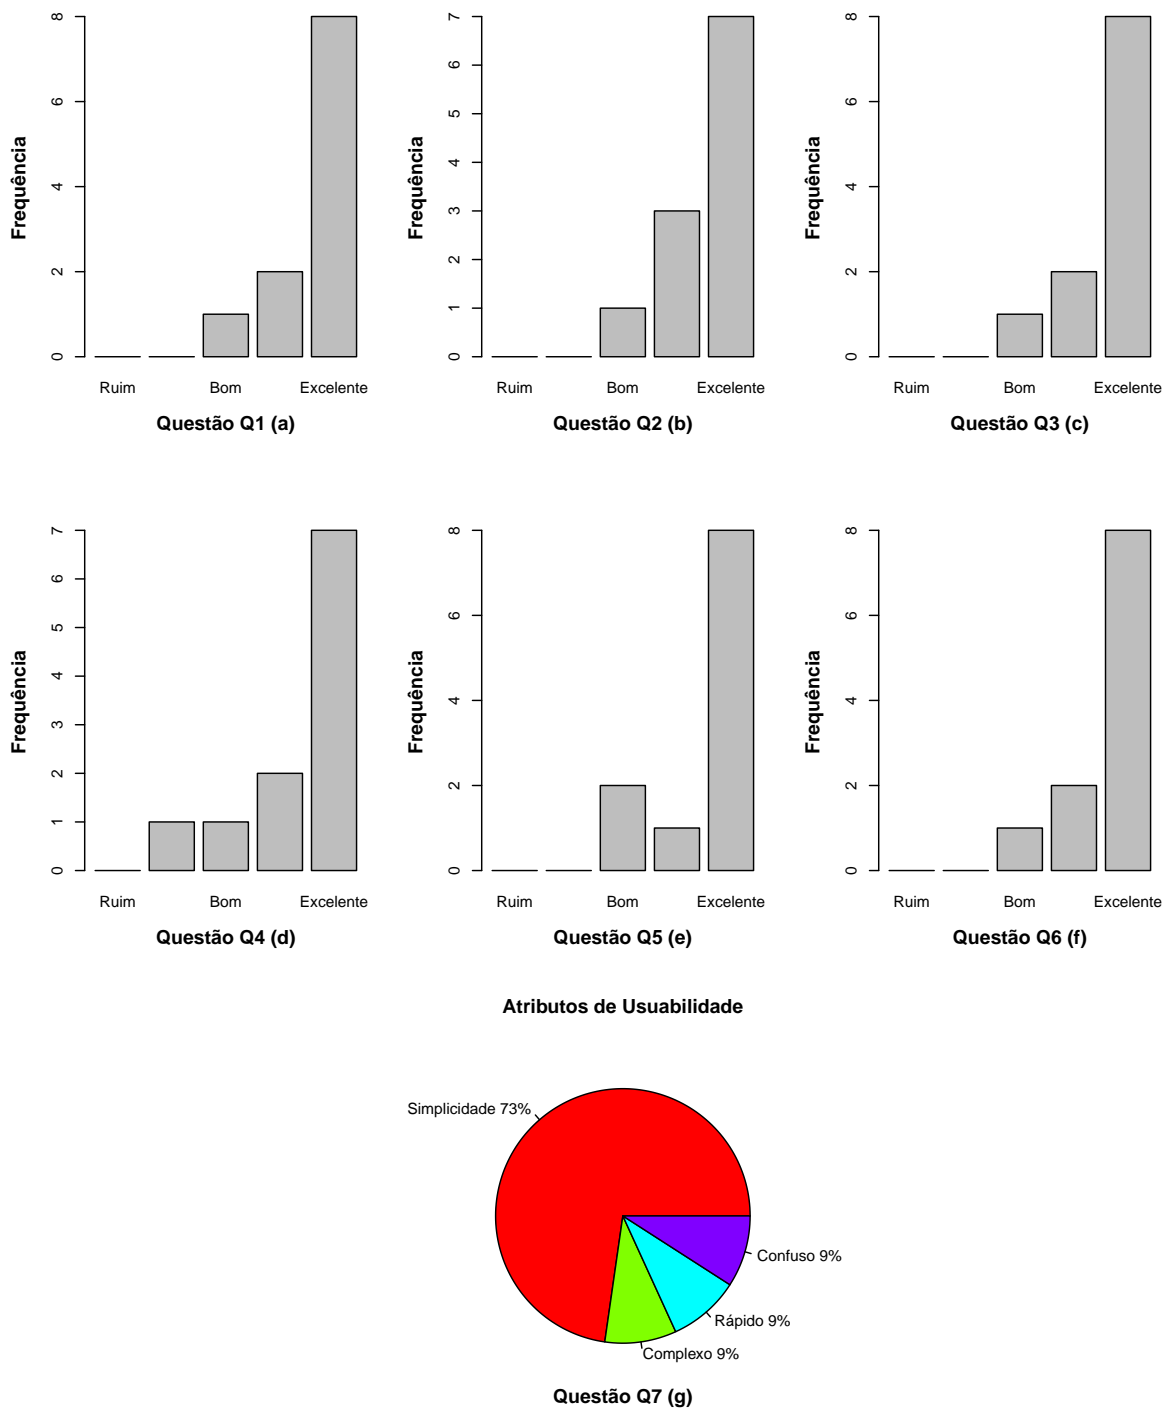 Frequência
0
2
4
6
8
Ruim
Bom
Excelente
Questão Q1 (a)
Frequência
0
1
2
3
4
5
6
7
Ruim
Bom
Excelente
Questão Q2 (b)
Frequência
0
2
4
6
8
Ruim
Bom
Excelente
Questão Q3 (c)
Frequência
0
1
2
3
4
5
6
7
Ruim
Bom
Excelente
Questão Q4 (d)
Frequência
0
2
4
6
8
Ruim
Bom
Excelente
Questão Q5 (e)
Frequência
0
2
4
6
8
Ruim
Bom
Excelente
Questão Q6 (f)
Atributos de Usuabilidade
Simplicidade 73%
Confuso 9%
Rápido 9%
Complexo 9%
Questão Q7 (g)